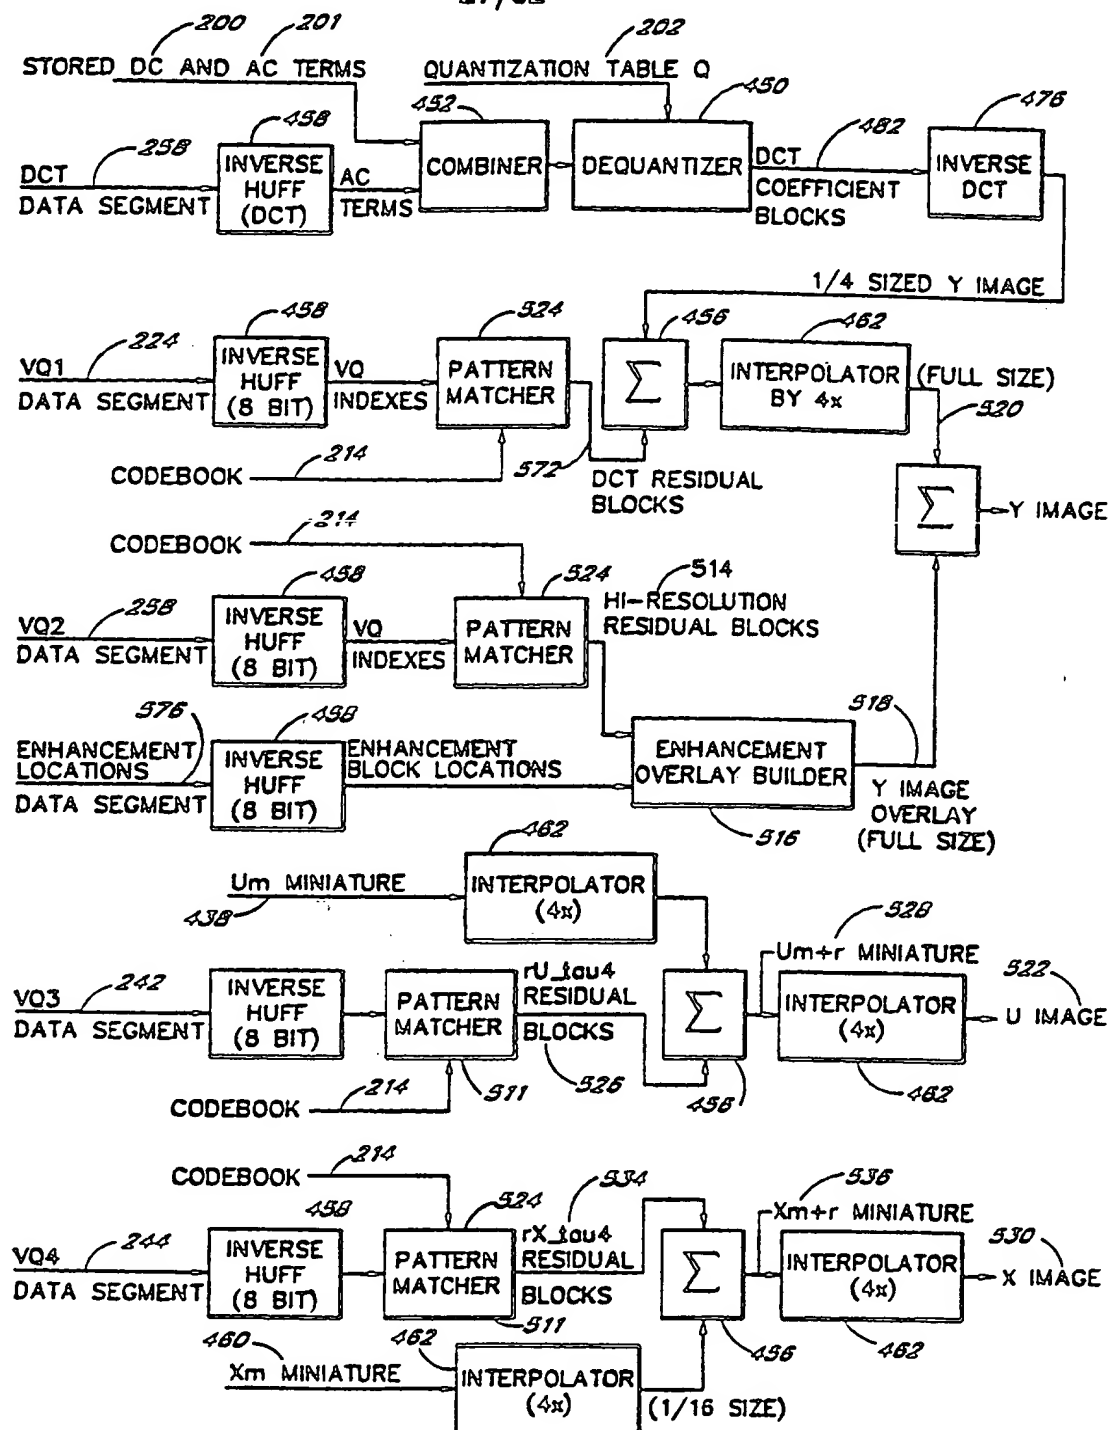 200 201 202
STORED DC AND AC TERMS QUANTIZATION TABLE Q
458 452 450 482 476
258
DCT DATA SEGMENT
INVERSE HUFF (DCT)
AC TERMS
COMBINER
DEQUANTIZER
DCT COEFFICIENT BLOCKS
INVERSE DCT
1/4 SIZED Y IMAGE
458 524 456 462
224
VQ1 DATA SEGMENT
INVERSE HUFF (8 BIT)
VQ INDEXES
PATTERN MATCHER
Σ
INTERPOLATOR BY 4x
(FULL SIZE)
520
CODEBOOK 214
572
DCT RESIDUAL BLOCKS
Σ
Y IMAGE
CODEBOOK 214
458 524 514
258
VQ2 DATA SEGMENT
INVERSE HUFF (8 BIT)
VQ INDEXES
PATTERN MATCHER
HI-RESOLUTION RESIDUAL BLOCKS
576 458 518
ENHANCEMENT LOCATIONS DATA SEGMENT
INVERSE HUFF (8 BIT)
ENHANCEMENT BLOCK LOCATIONS
ENHANCEMENT OVERLAY BUILDER
516
Y IMAGE OVERLAY (FULL SIZE)
462
Um MINIATURE
438
INTERPOLATOR (4x)
528
Um+r MINIATURE
522
242
VQ3 DATA SEGMENT
INVERSE HUFF (8 BIT)
PATTERN MATCHER
rU_tau4 RESIDUAL BLOCKS
526
Σ
INTERPOLATOR (4x)
U IMAGE
CODEBOOK 214
511 456 462
CODEBOOK 214
458 524 534 536
Xm+r MINIATURE
530
244
VQ4 DATA SEGMENT
INVERSE HUFF (8 BIT)
PATTERN MATCHER
511
rX_tau4 RESIDUAL BLOCKS
Σ
INTERPOLATOR (4x)
X IMAGE
460 462 456 462
Xm MINIATURE
INTERPOLATOR (4x)
(1/16 SIZE)